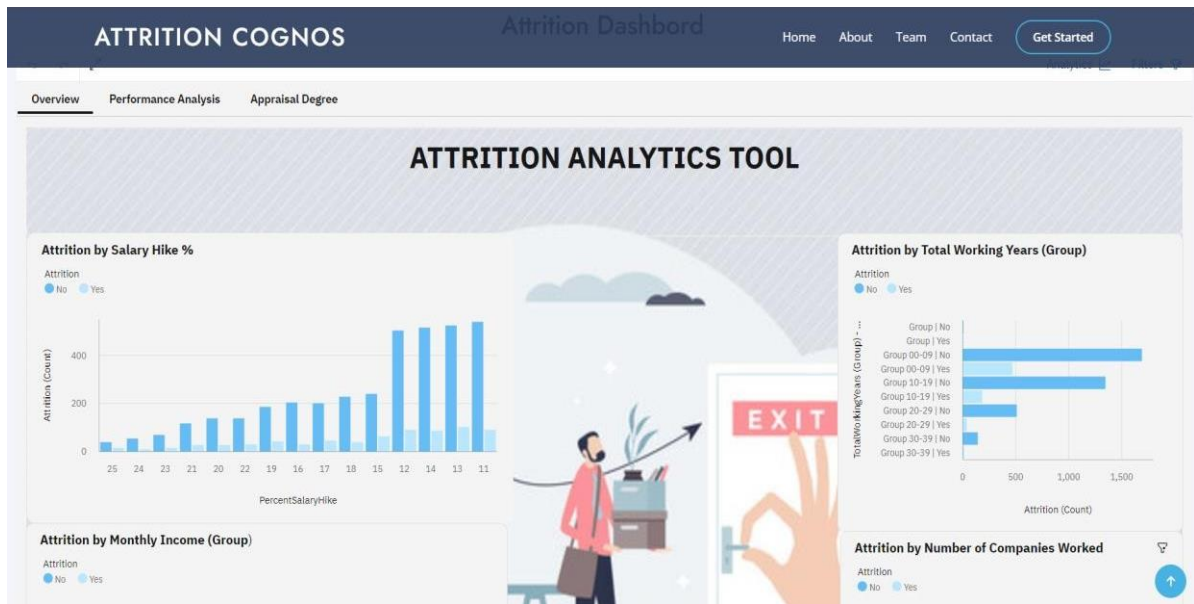 Attrition Dashbord
ATTRITION COGNOS
Home About Team Contact Get Started
Analytics Filters
Overview Performance Analysis Appraisal Degree
ATTRITION ANALYTICS TOOL
Attrition by Salary Hike %
Attrition
No Yes
Attrition (Count)
400
200
0
25 24 23 21 20 22 19 16 17 18 15 12 14 13 11
PercentSalaryHike
EXIT
Attrition by Total Working Years (Group)
Attrition
No Yes
TotalWorkingYears (Group) - ...
Group | No
Group | Yes
Group 00-09 | No
Group 00-09 | Yes
Group 10-19 | No
Group 10-19 | Yes
Group 20-29 | No
Group 20-29 | Yes
Group 30-39 | No
Group 30-39 | Yes
0 500 1,000 1,500
Attrition (Count)
Attrition by Monthly Income (Group)
Attrition
No Yes
Attrition by Number of Companies Worked
Attrition
No Yes